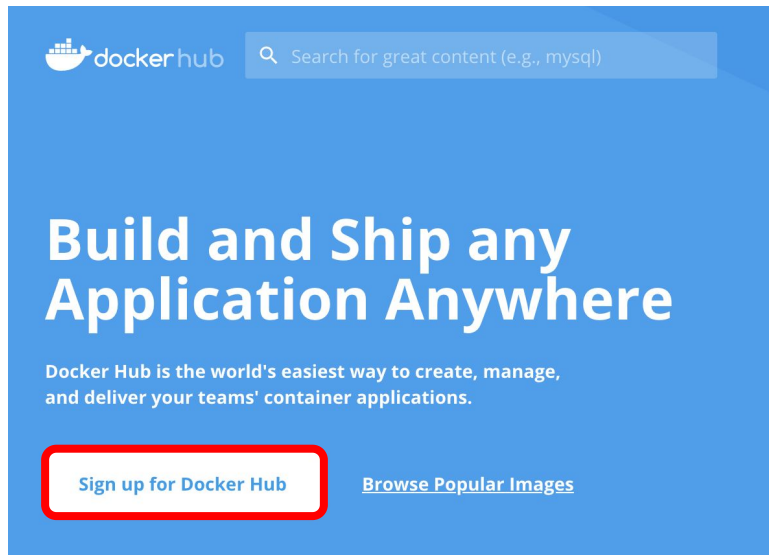 dockerhub
Search for great content (e.g., mysql)
Build and Ship any
Application Anywhere
Docker Hub is the world's easiest way to create, manage,
and deliver your teams' container applications.
Sign up for Docker Hub
Browse Popular Images